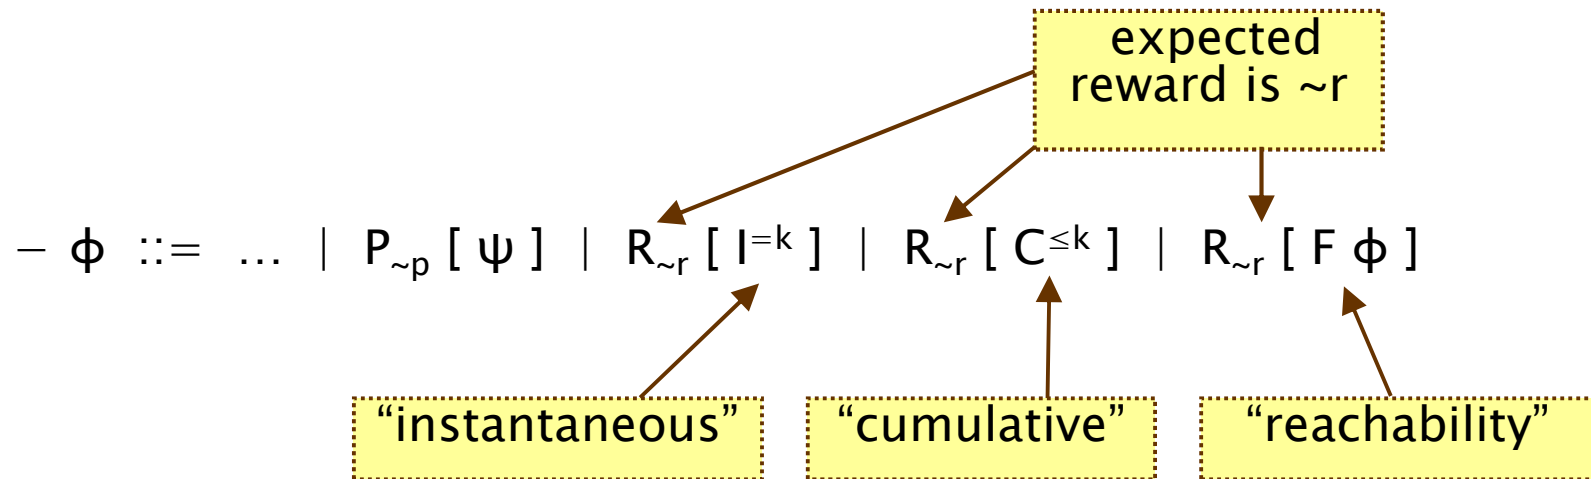 expected
reward is ~r
– ϕ ::= … | P~p [ ψ ] | R~r [ I=k ] | R~r [ C≤k ] | R~r [ F ϕ ]
“instantaneous” “cumulative” “reachability”